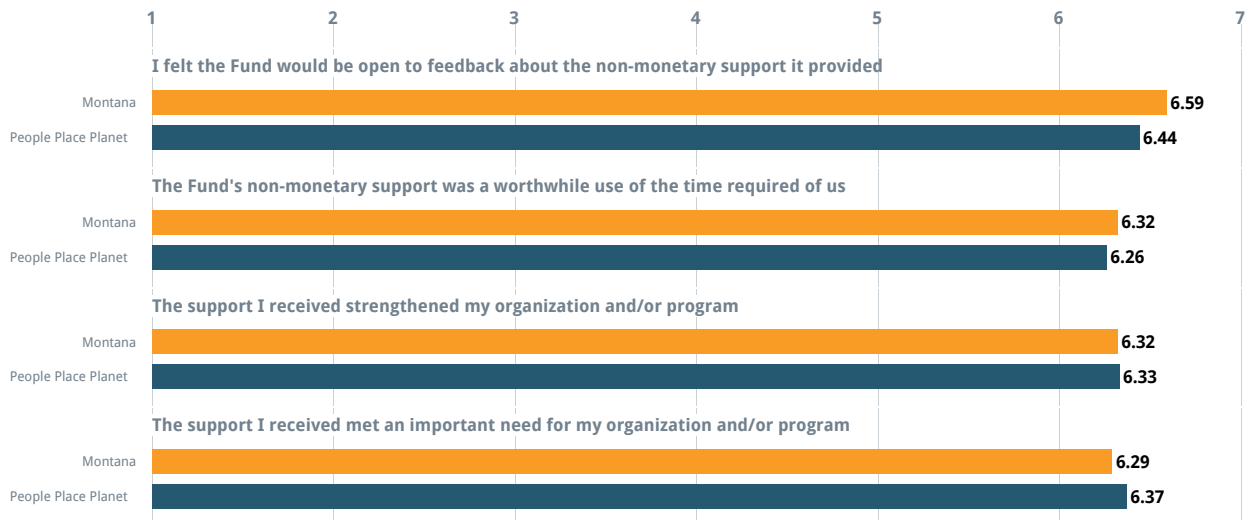 1 2 3 4 5 6 7
I felt the Fund would be open to feedback about the non-monetary support it provided
Montana 6.59
People Place Planet 6.44
The Fund's non-monetary support was a worthwhile use of the time required of us
Montana 6.32
People Place Planet 6.26
The support I received strengthened my organization and/or program
Montana 6.32
People Place Planet 6.33
The support I received met an important need for my organization and/or program
Montana 6.29
People Place Planet 6.37